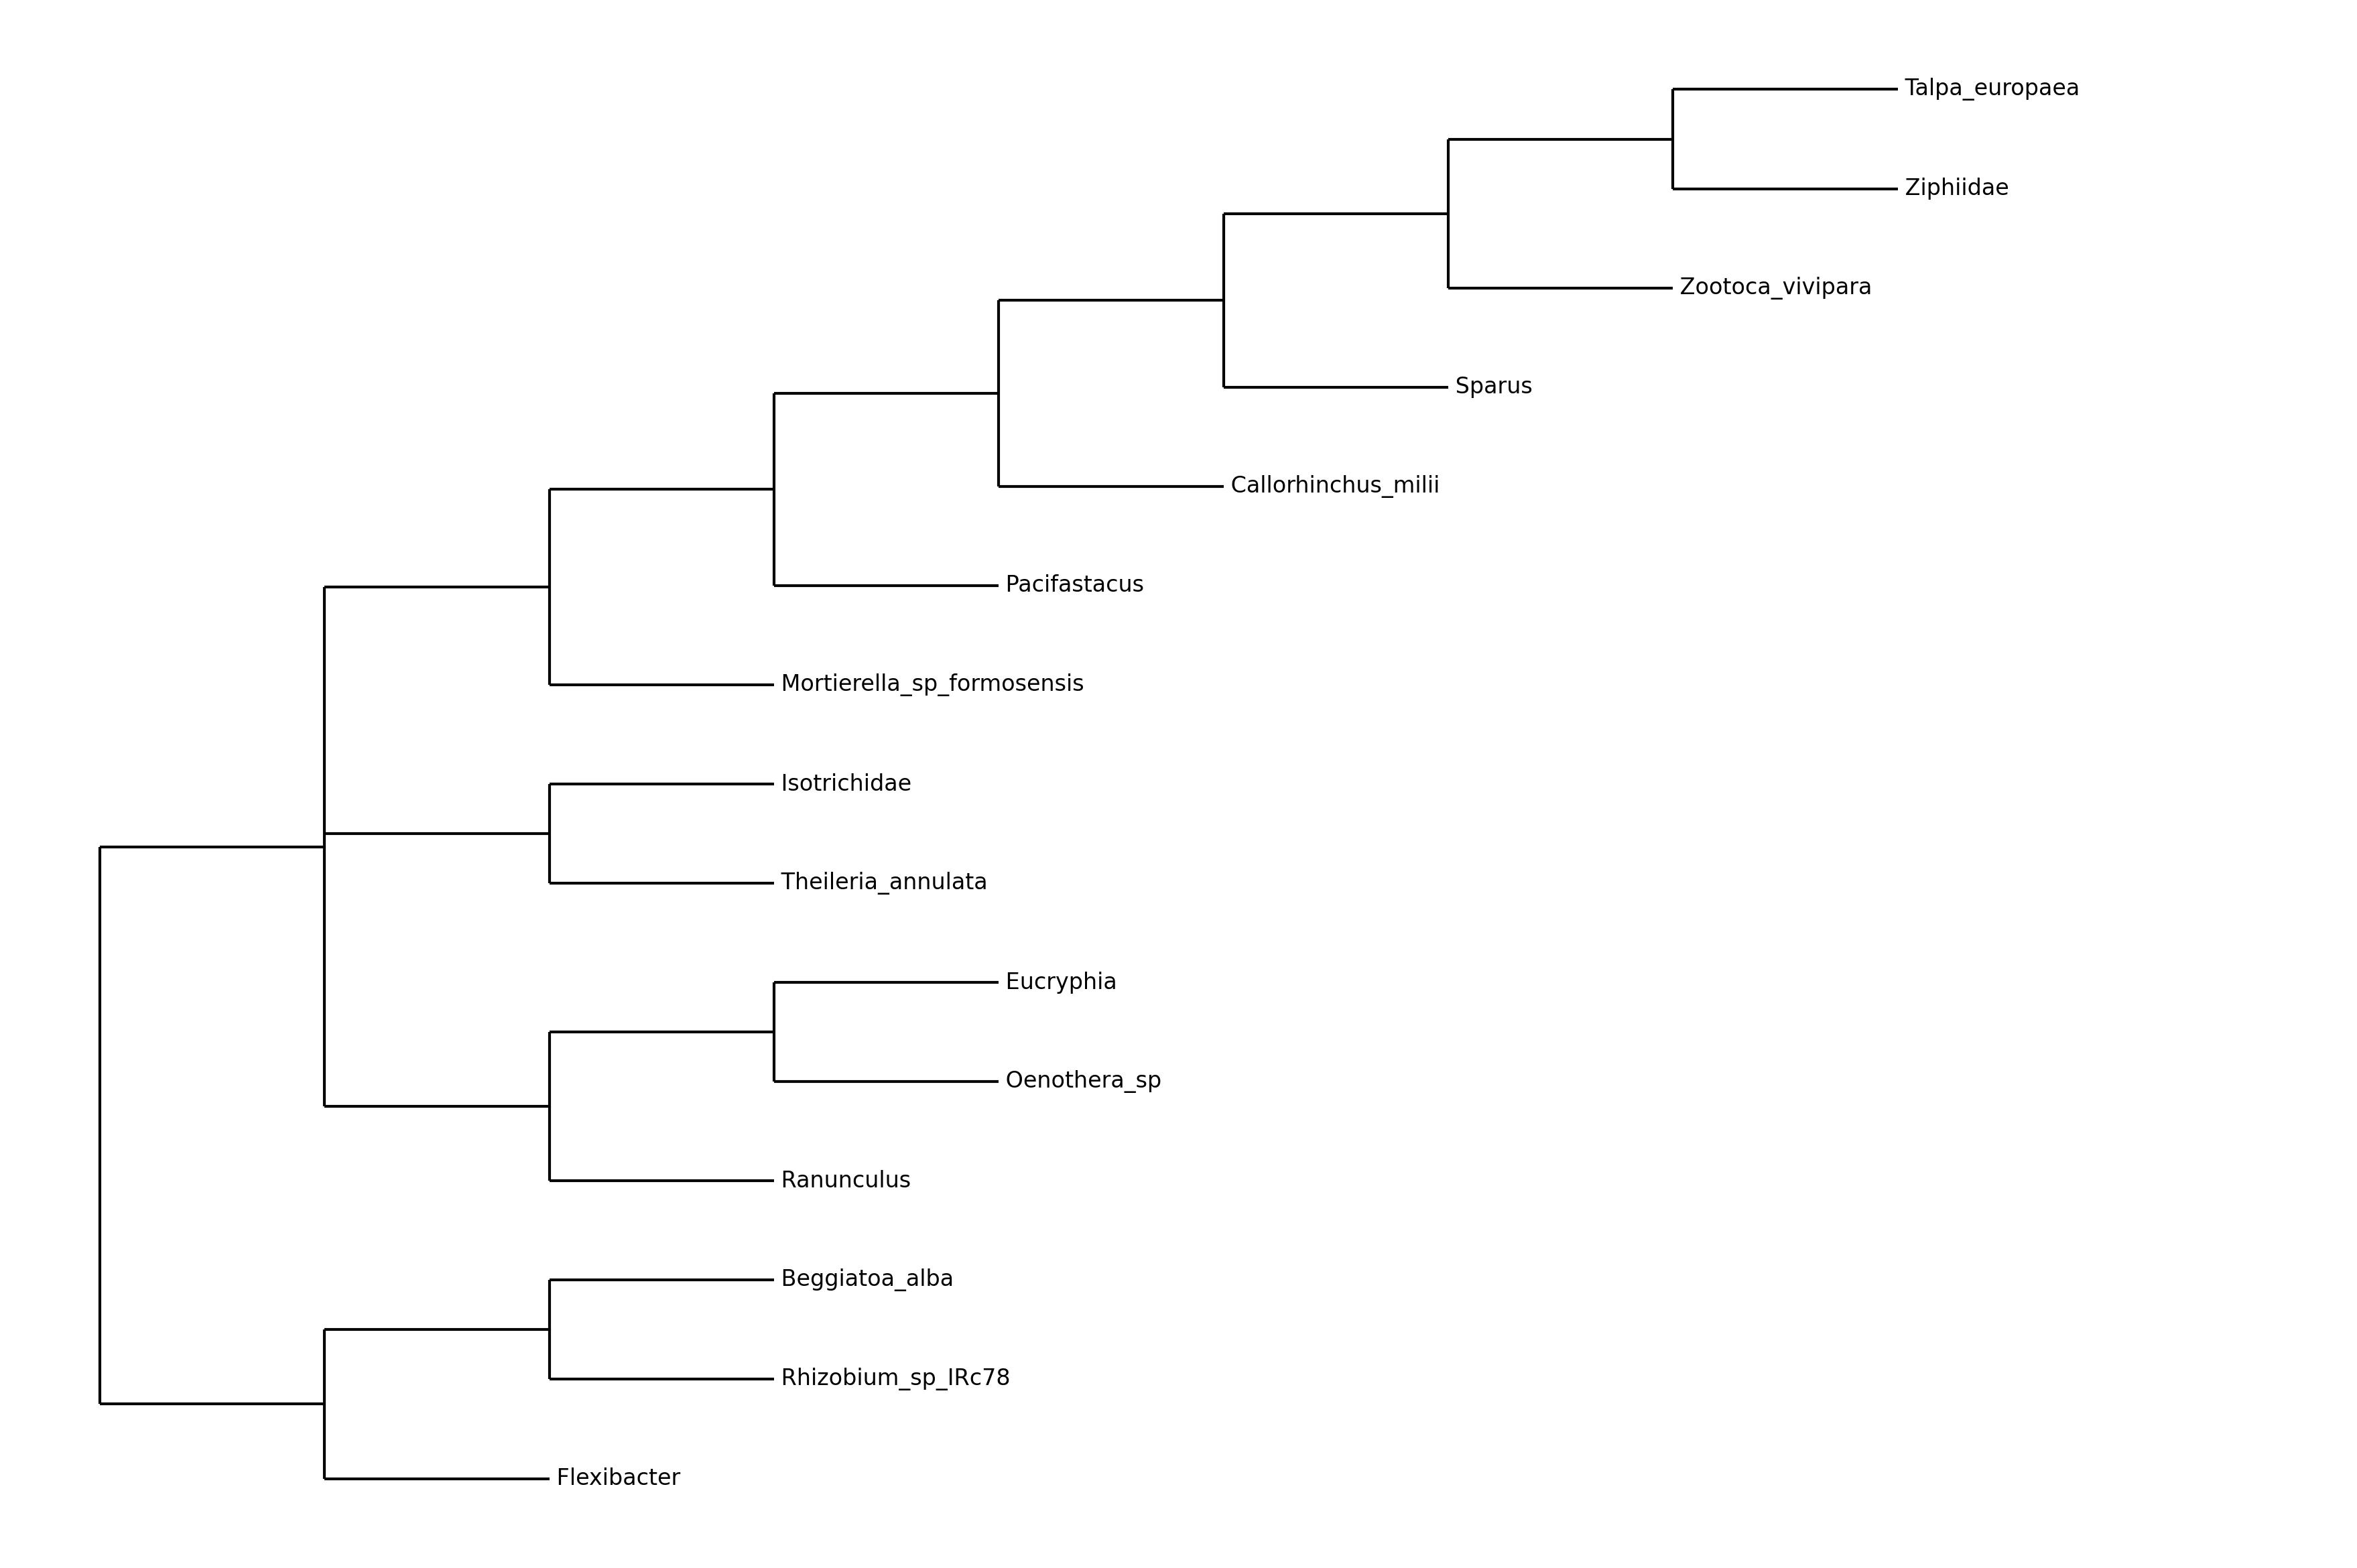 Talpa_europaea
Ziphiidae
Zootoca_vivipara
Sparus
Callorhinchus_milii
Pacifastacus
Mortierella_sp_formosensis
Isotrichidae
Theileria_annulata
Eucryphia
Oenothera_sp
Ranunculus
Beggiatoa_alba
Rhizobium_sp_IRc78
Flexibacter